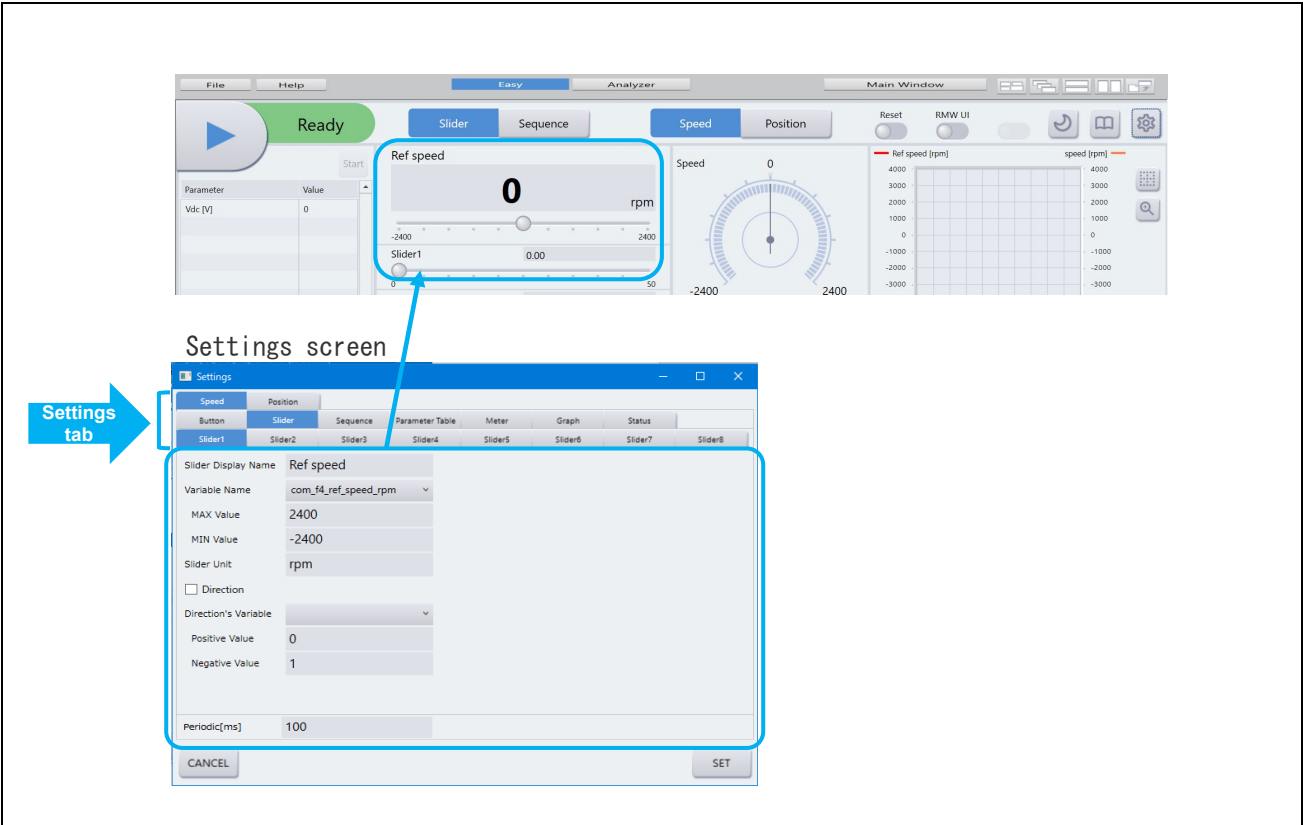 File Help Easy Analyzer Main Window
Ready Slider Sequence Speed Position Reset RMW UI
Start
Parameter Value
Vdc [V] 0
Ref speed
0 rpm
-2400 2400
Slider1 0.00
0 50
Speed 0
-2400 2400
Ref speed [rpm] speed [rpm]
4000 4000
3000 3000
2000 2000
1000 1000
0 0
-1000 -1000
-2000 -2000
-3000 -3000
Settings screen
Settings
tab
Settings
Speed Position
Button Slider Sequence Parameter Table Meter Graph Status
Slider1 Slider2 Slider3 Slider4 Slider5 Slider6 Slider7 Slider8
Slider Display Name Ref speed
Variable Name com_f4_ref_speed_rpm
MAX Value 2400
MIN Value -2400
Slider Unit rpm
Direction
Direction's Variable
Positive Value 0
Negative Value 1
Periodic[ms] 100
CANCEL SET